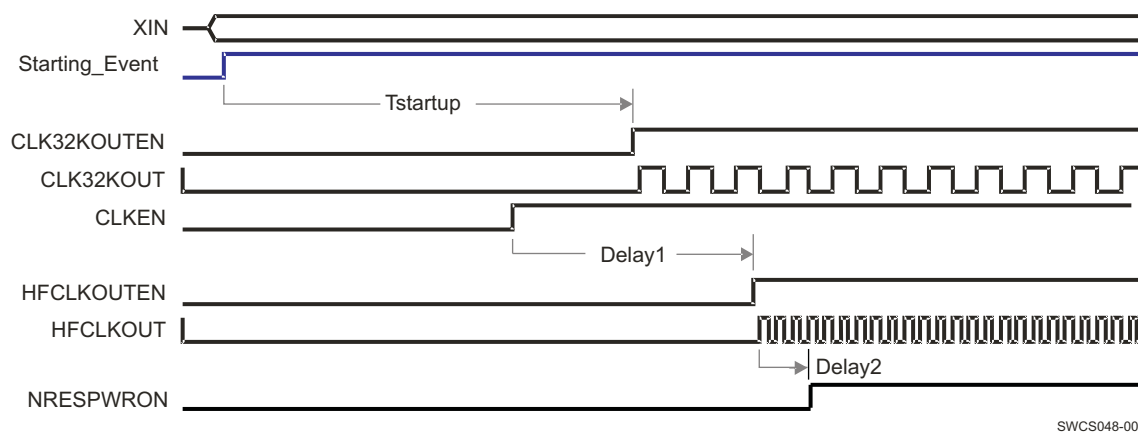 XIN
Starting_Event
Tstartup
CLK32KOUTEN
CLK32KOUT
CLKEN
Delay1
HFCLKOUTEN
HFCLKOUT
Delay2
NRESPWRON
SWCS048-00